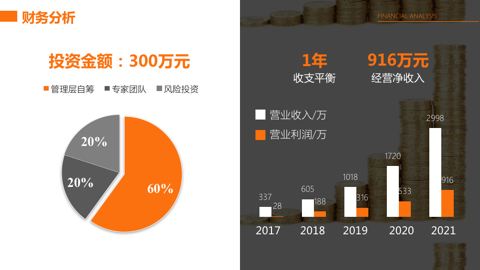 财务分析
FINANCIAL ANALYSIS
投资金额：300万元
管理层自筹 专家团队 风险投资
20%
20%
60%
1年 916万元
收支平衡 经营净收入
营业收入/万
营业利润/万
2998
1720
1018
916
605
533
337
316
188
28
2017 2018 2019 2020 2021